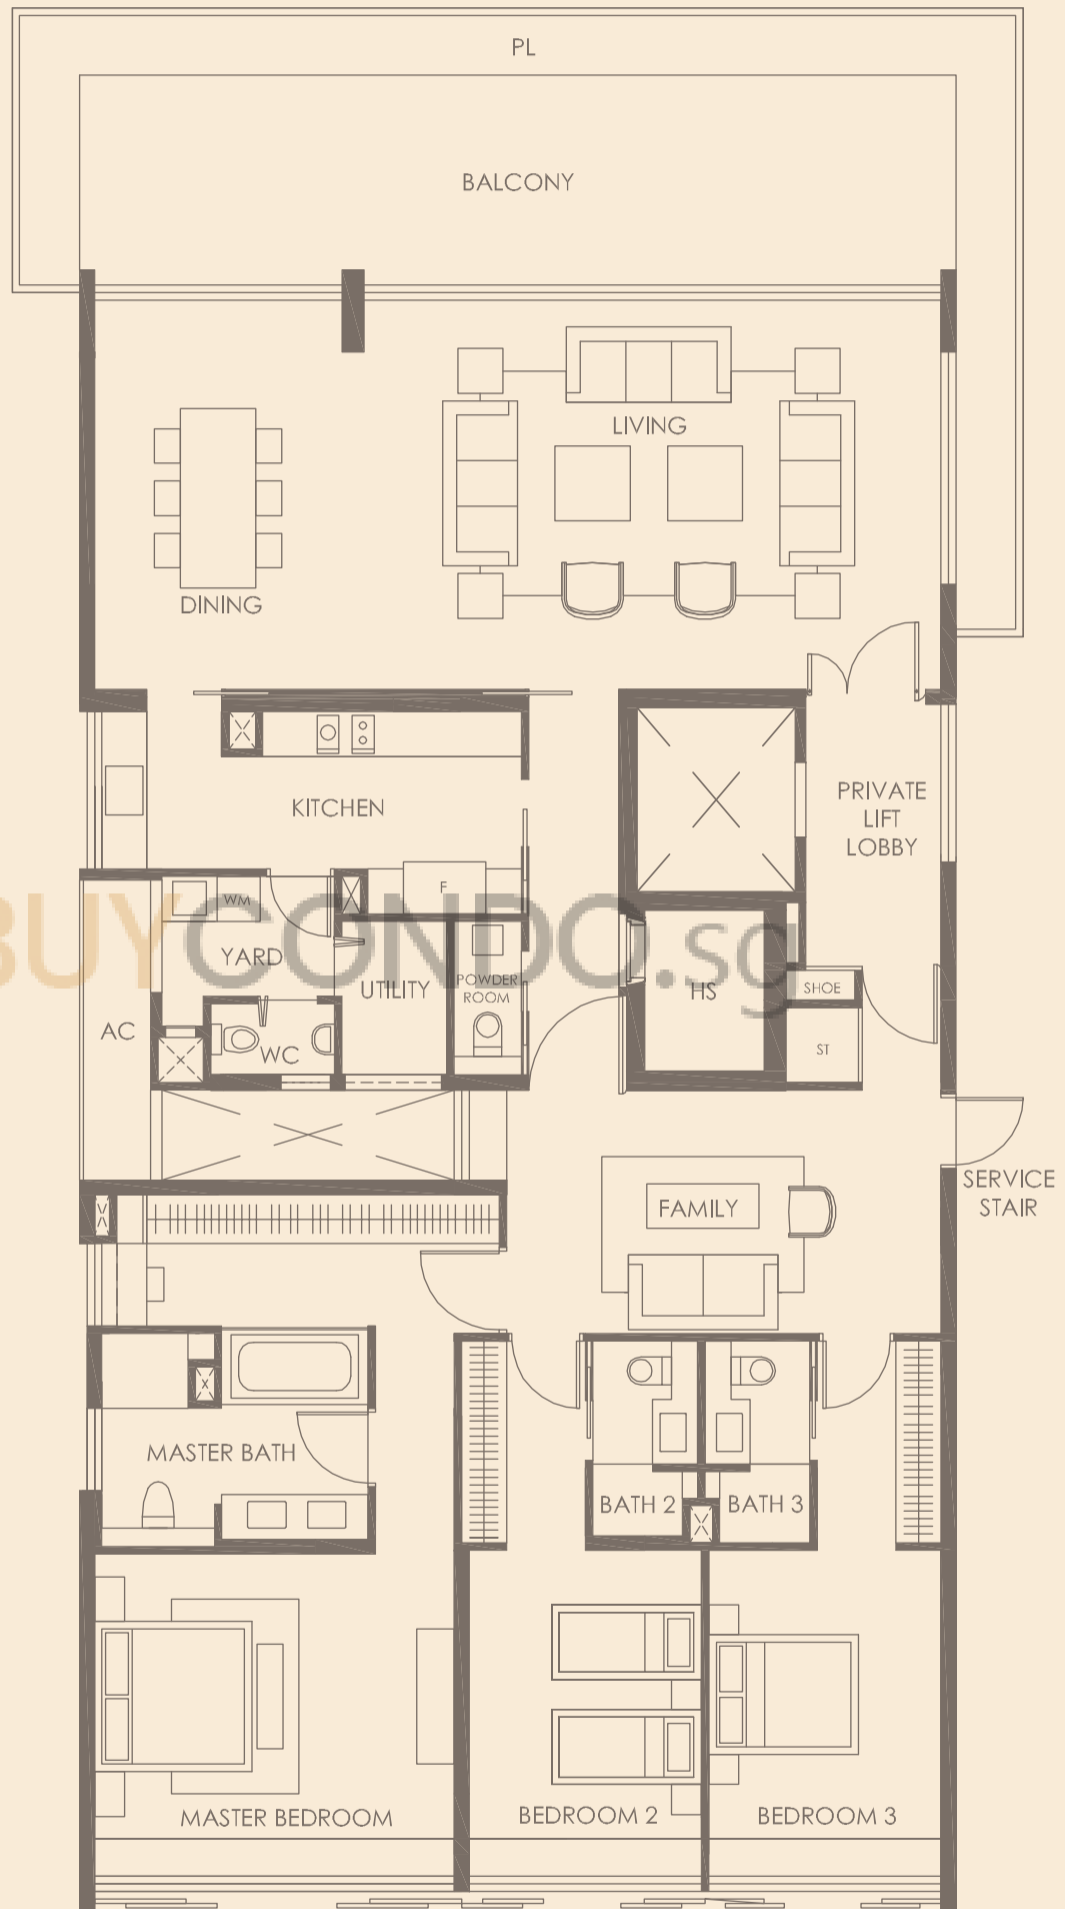 PL
BALCONY
LIVING
DINING
KITCHEN
PRIVATE
LIFT
LOBBY
F
WM
BUYCONDO.sg
YARD
UTILITY
POWDER
ROOM
HS
SHOE
AC
WC
ST
SERVICE
STAIR
FAMILY
MASTER BATH
BATH 2
BATH 3
MASTER BEDROOM
BEDROOM 2
BEDROOM 3